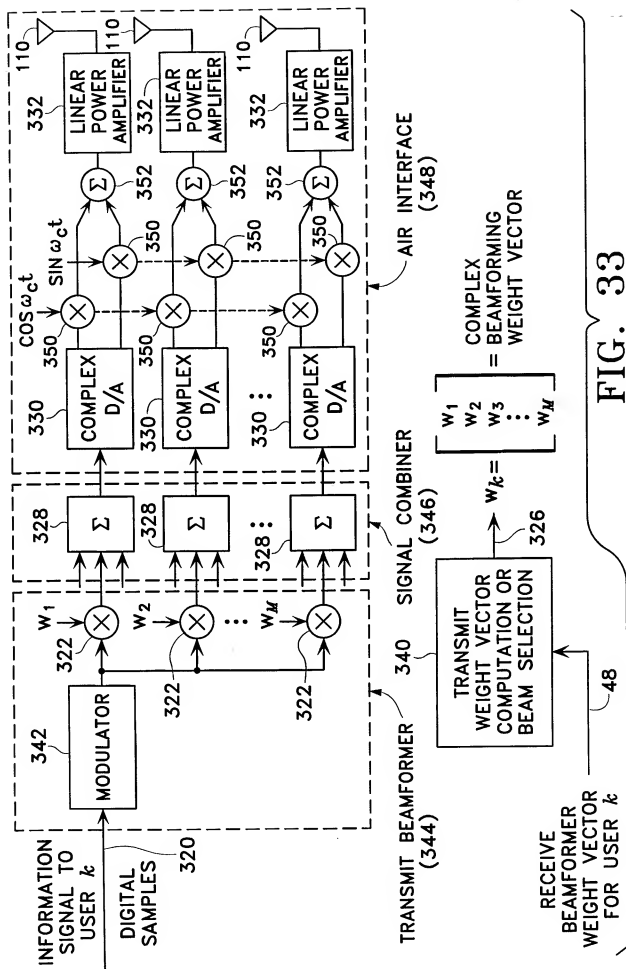 INFORMATION
SIGNAL TO
USER k
DIGITAL
SAMPLES
320
342
MODULATOR
W1
322
W2
322
...
WM
322
TRANSMIT BEAMFORMER
(344)
328
Σ
328
Σ
328
Σ
SIGNAL COMBINER
(346)
330
COMPLEX
D/A
330
COMPLEX
D/A
330
COMPLEX
D/A
COS ωc t
SIN ωc t
350
350
350
350
350
350
Σ
352
Σ
352
Σ
352
332
LINEAR
POWER
AMPLIFIER
332
LINEAR
POWER
AMPLIFIER
332
LINEAR
POWER
AMPLIFIER
110
110
110
AIR INTERFACE
(348)
RECEIVE
BEAMFORMER
WEIGHT VECTOR
FOR USER k
48
340
TRANSMIT
WEIGHT VECTOR
COMPUTATION OR
BEAM SELECTION
326
Wk=
W1
W2
W3
WM
= COMPLEX
BEAMFORMING
WEIGHT VECTOR
FIG. 33